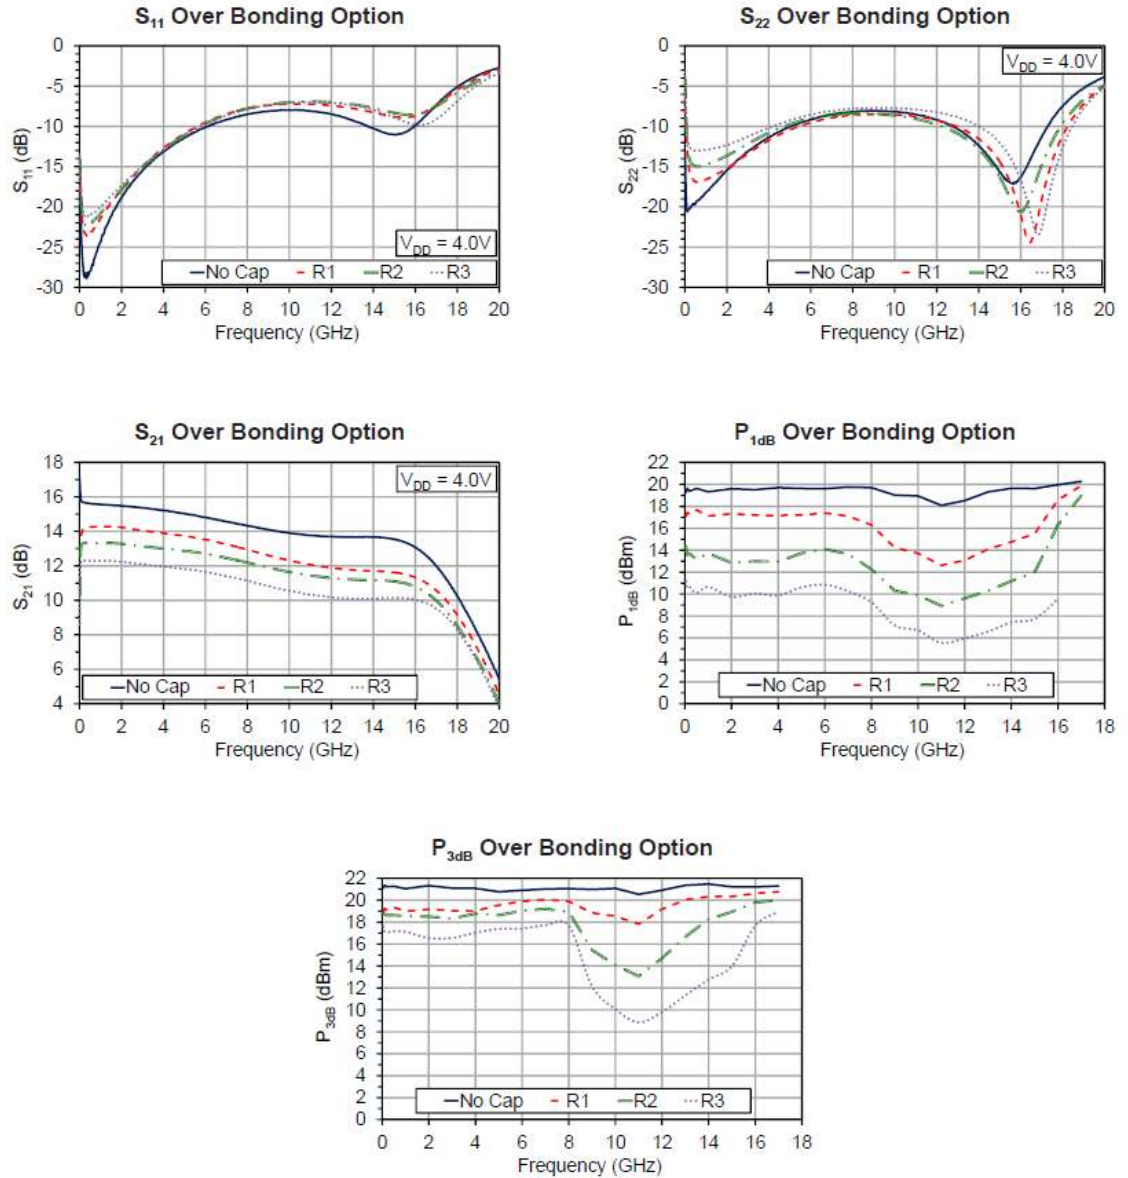 S11 Over Bonding Option
0
-5
-10
-15
-20
-25
-30
S11 (dB)
VDD = 4.0V
No Cap R1 R2 R3
0 2 4 6 8 10 12 14 16 18 20
Frequency (GHz)
S22 Over Bonding Option
0
-5
-10
-15
-20
-25
-30
S22 (dB)
VDD = 4.0V
No Cap R1 R2 R3
0 2 4 6 8 10 12 14 16 18 20
Frequency (GHz)
S21 Over Bonding Option
18
16
14
12
10
8
6
4
S21 (dB)
VDD = 4.0V
No Cap R1 R2 R3
0 2 4 6 8 10 12 14 16 18 20
Frequency (GHz)
P1dB Over Bonding Option
22
20
18
16
14
12
10
8
6
4
2
0
P1dB (dBm)
No Cap R1 R2 R3
0 2 4 6 8 10 12 14 16 18
Frequency (GHz)
P3dB Over Bonding Option
22
20
18
16
14
12
10
8
6
4
2
0
P3dB (dBm)
No Cap R1 R2 R3
0 2 4 6 8 10 12 14 16 18
Frequency (GHz)